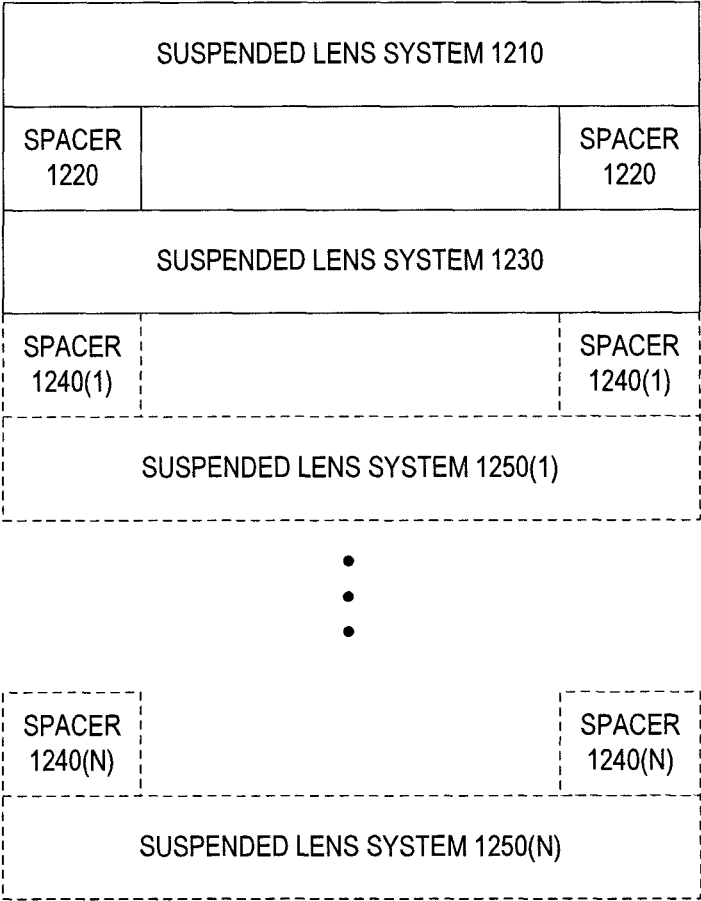 SUSPENDED LENS SYSTEM 1210
SPACER
1220
SPACER
1220
SUSPENDED LENS SYSTEM 1230
SPACER
1240(1)
SPACER
1240(1)
SUSPENDED LENS SYSTEM 1250(1)
SPACER
1240(N)
SPACER
1240(N)
SUSPENDED LENS SYSTEM 1250(N)